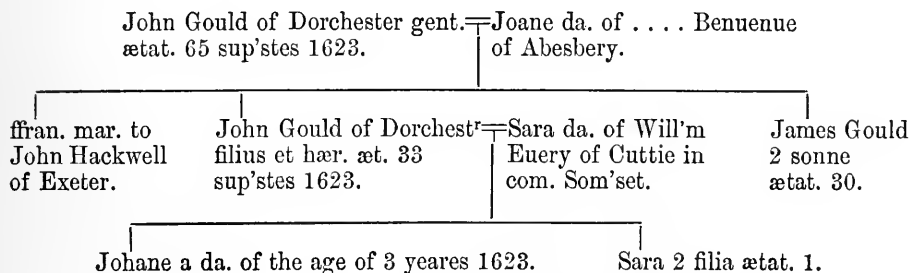 John Gould of Dorchester gent.
ætat. 65 sup'stes 1623.
Joane da. of .... Benuenue
of Abesbery.
ffran. mar. to
John Hackwell
of Exeter.
John Gould of Dorchestʳ
filius et hær. æt. 33
sup'stes 1623.
Sara da. of Will'm
Euery of Cuttie in
com. Som'set.
James Gould
2 sonne
ætat. 30.
Johane a da. of the age of 3 yeares 1623.
Sara 2 filia ætat. 1.